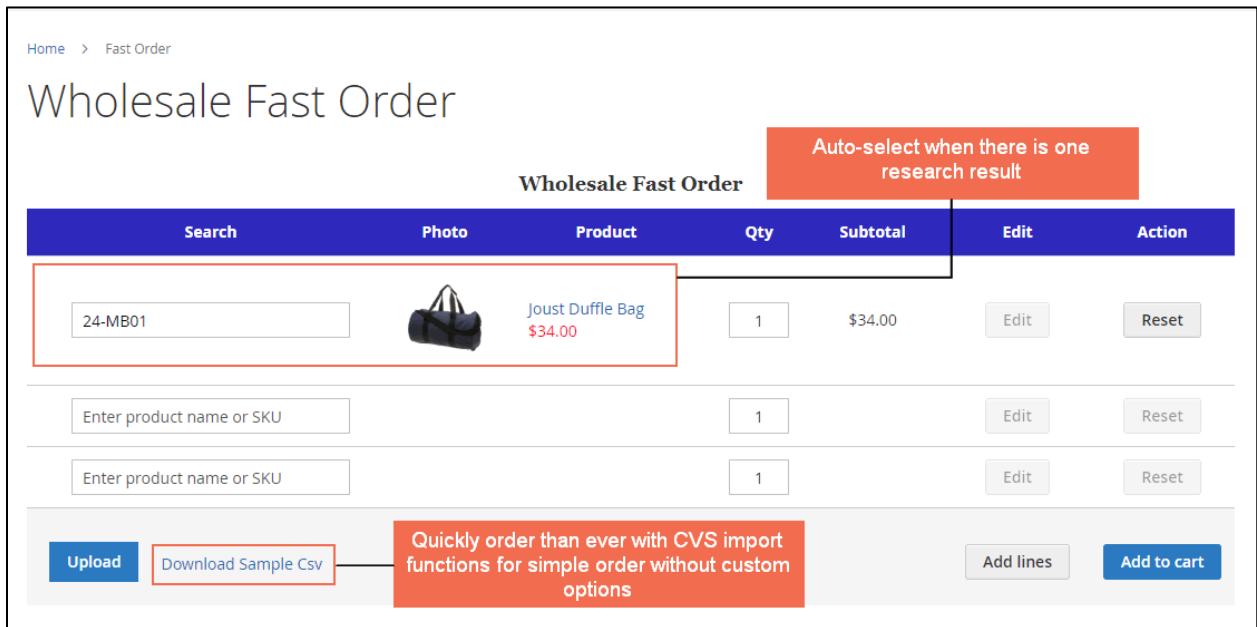 Home > Fast Order
Wholesale Fast Order
Auto-select when there is one
research result
Wholesale Fast Order
Search Photo Product Qty Subtotal Edit Action
24-MB01 Joust Duffle Bag 1 $34.00 Edit Reset
$34.00
Enter product name or SKU 1 Edit Reset
Enter product name or SKU 1 Edit Reset
Upload Download Sample Csv
Quickly order than ever with CVS import
functions for simple order without custom
options
Add lines Add to cart